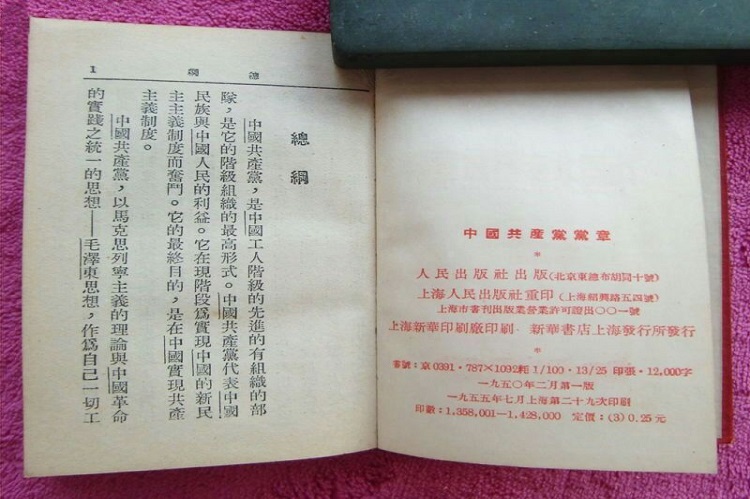 1
總綱
總綱
中國共產黨，是中國工人階級的先進的有組織的部
隊，是它的階級組織的最高形式。中國共產黨代表中國
民族與中國人民的利益。它在現階段爲實現中國的新民
主主義制度而奮鬥。它的最終目的，是在中國實現共產
主義制度。
中國共產黨，以馬克思列寧主義的理論與中國革命
的實踐之統一的思想——毛澤東思想，作爲自己一切工
中國共產黨黨章
*
人民出版社出版(北京東總布胡同十號)
上海人民出版社重印(上海紹興路五四號)
上海市書刊出版業營業許可證出〇〇一號
上海新華印刷廠印刷·新華書店上海發行所發行
*
書號：京0391·787×1092耗1/100·13/25印張·12,000字
一九五〇年二月第一版
一九五五年七月上海第二十九次印刷
印數：1,358,001—1,428,000 定價：(3)0.25元